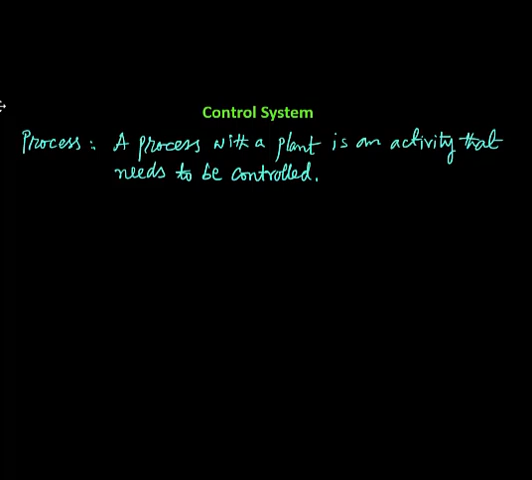 Control System
Process : A process with a plant is an activity that
needs to be controlled.